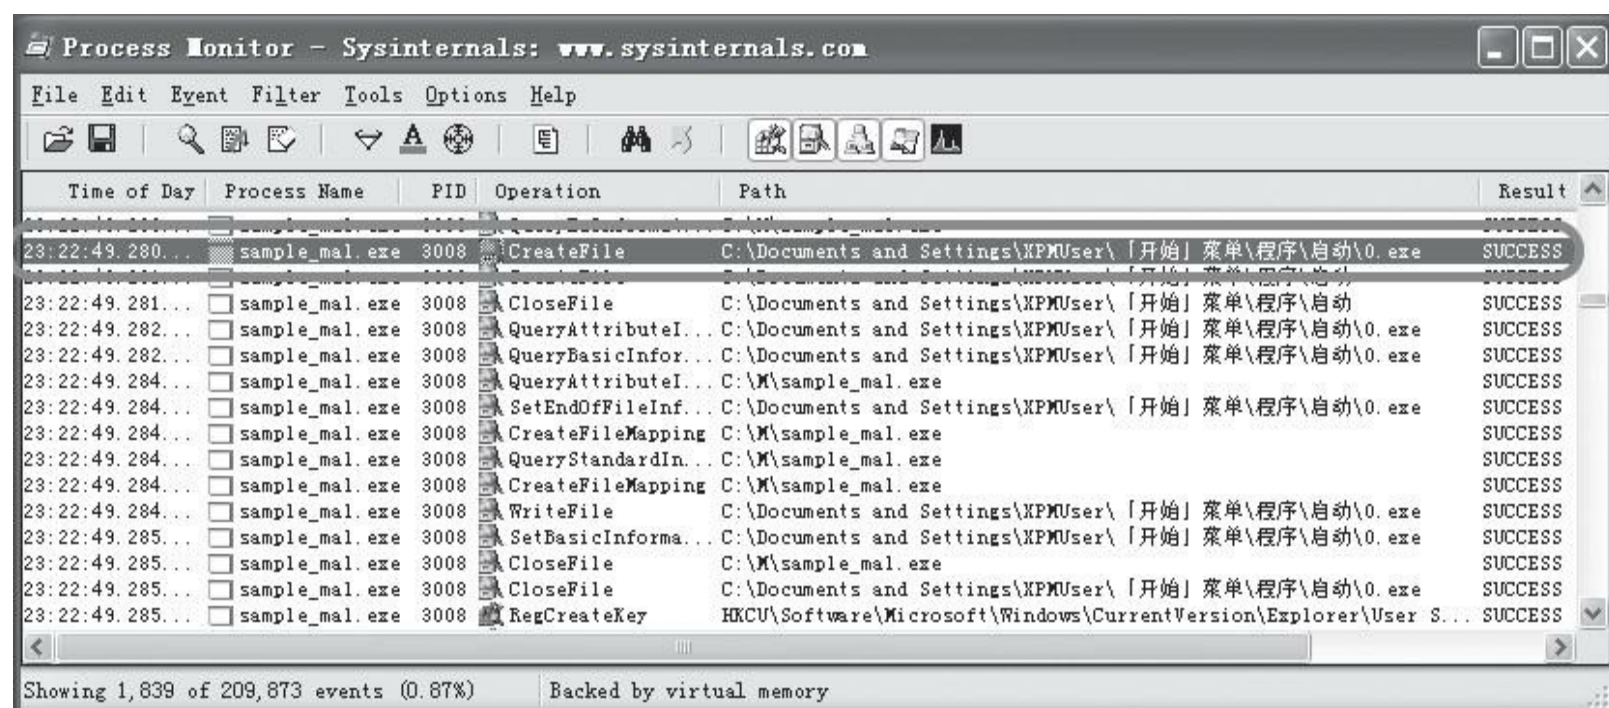 Process Monitor - Sysinternals: www.sysinternals.com
File Edit Event Filter Tools Options Help
Time of Day Process Name PID Operation Path Result
23:22:49.280... sample_mal.exe 3008 CreateFile C:\Documents and Settings\XPMUser\「开始」菜单\程序\启动\0.exe SUCCESS
23:22:49.281... sample_mal.exe 3008 CloseFile C:\Documents and Settings\XPMUser\「开始」菜单\程序\启动 SUCCESS
23:22:49.282... sample_mal.exe 3008 QueryAttributeI... C:\Documents and Settings\XPMUser\「开始」菜单\程序\启动\0.exe SUCCESS
23:22:49.282... sample_mal.exe 3008 QueryBasicInfor... C:\Documents and Settings\XPMUser\「开始」菜单\程序\启动\0.exe SUCCESS
23:22:49.284... sample_mal.exe 3008 QueryAttributeI... C:\M\sample_mal.exe SUCCESS
23:22:49.284... sample_mal.exe 3008 SetEndOfFileInf... C:\Documents and Settings\XPMUser\「开始」菜单\程序\启动\0.exe SUCCESS
23:22:49.284... sample_mal.exe 3008 CreateFileMapping C:\M\sample_mal.exe SUCCESS
23:22:49.284... sample_mal.exe 3008 QueryStandardIn... C:\M\sample_mal.exe SUCCESS
23:22:49.284... sample_mal.exe 3008 CreateFileMapping C:\M\sample_mal.exe SUCCESS
23:22:49.284... sample_mal.exe 3008 WriteFile C:\Documents and Settings\XPMUser\「开始」菜单\程序\启动\0.exe SUCCESS
23:22:49.285... sample_mal.exe 3008 SetBasicInforma... C:\Documents and Settings\XPMUser\「开始」菜单\程序\启动\0.exe SUCCESS
23:22:49.285... sample_mal.exe 3008 CloseFile C:\M\sample_mal.exe SUCCESS
23:22:49.285... sample_mal.exe 3008 CloseFile C:\Documents and Settings\XPMUser\「开始」菜单\程序\启动\0.exe SUCCESS
23:22:49.285... sample_mal.exe 3008 RegCreateKey HKCU\Software\Microsoft\Windows\CurrentVersion\Explorer\User S... SUCCESS
Showing 1,839 of 209,873 events (0.87%) Backed by virtual memory